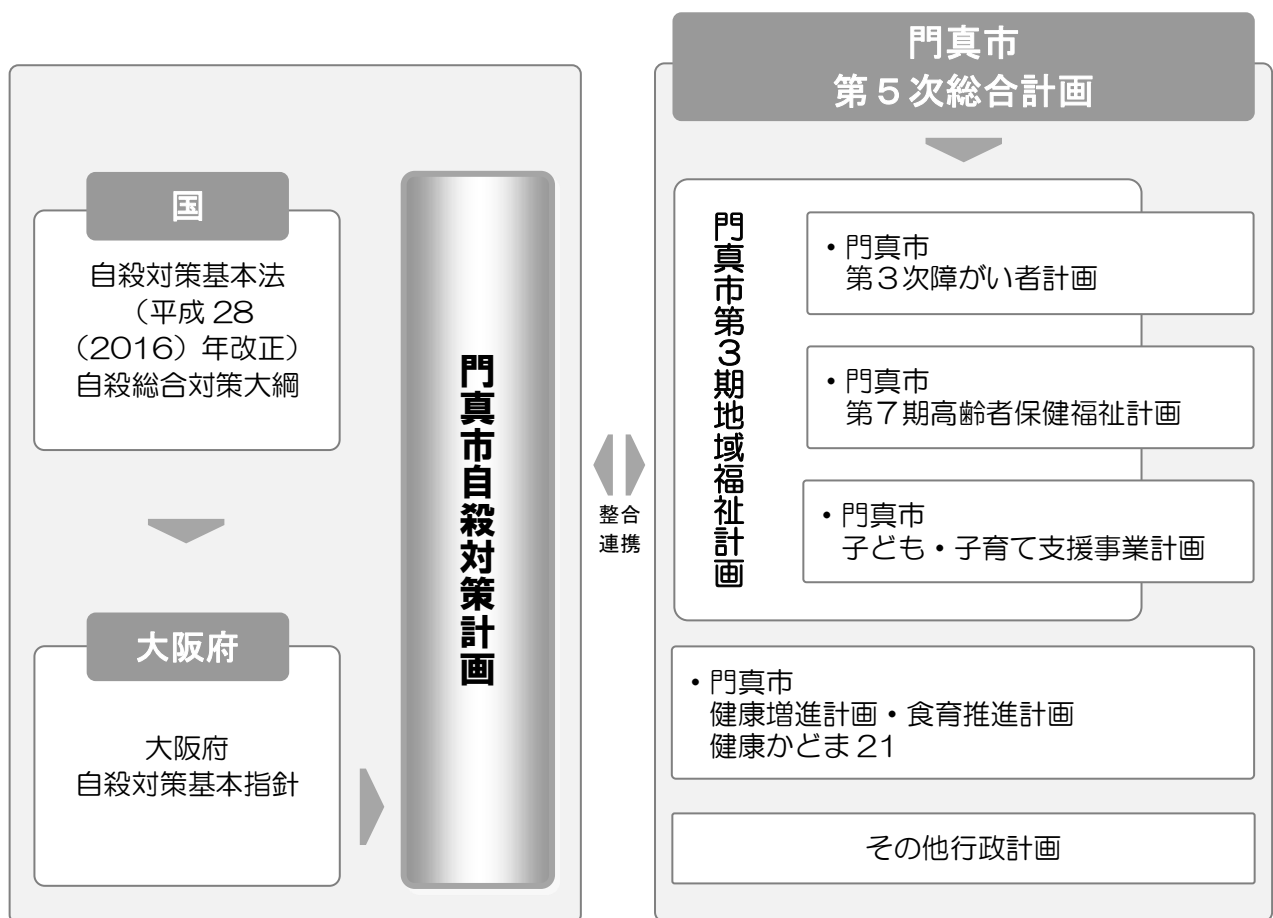 国
自殺対策基本法
（平成 28
（2016）年改正）
自殺総合対策大綱
大阪府
大阪府
自殺対策基本指針
門真市自殺対策計画
整合
連携
門真市
第５次総合計画
門真市第３期地域福祉計画
・門真市
第３次障がい者計画
・門真市
第７期高齢者保健福祉計画
・門真市
子ども・子育て支援事業計画
・門真市
健康増進計画・食育推進計画
健康かどま 21
その他行政計画